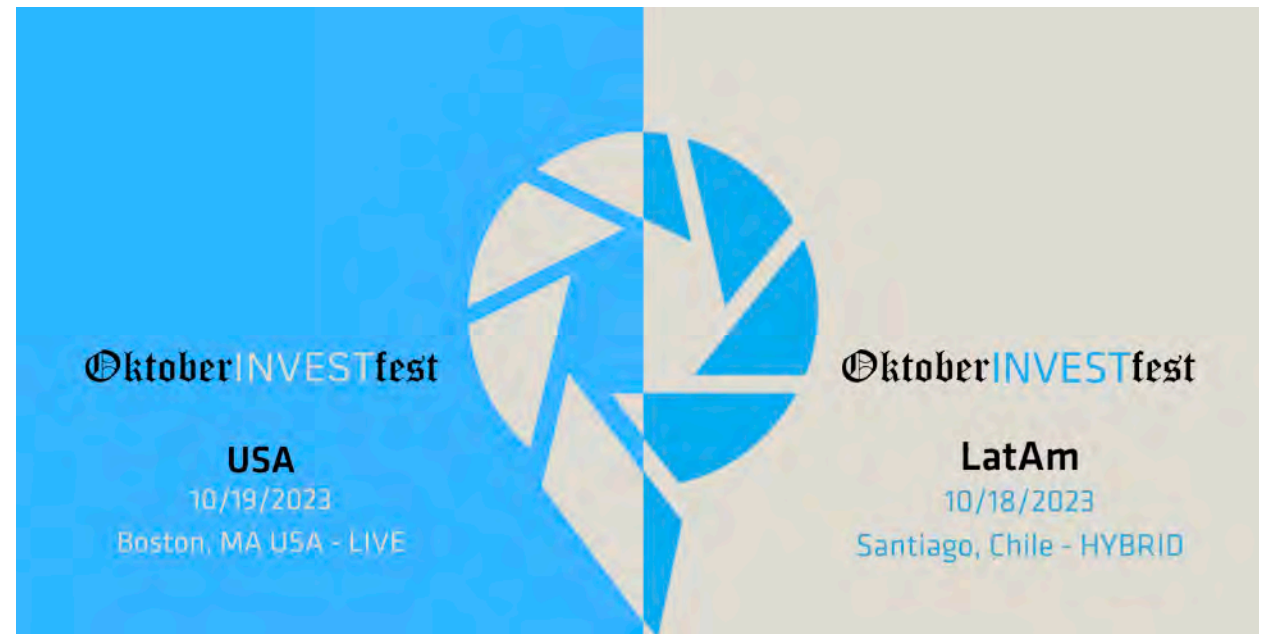 OktoberINVESTfest
USA
10/19/2023
Boston, MA USA - LIVE
OktoberINVESTfest
LatAm
10/18/2023
Santiago, Chile - HYBRID